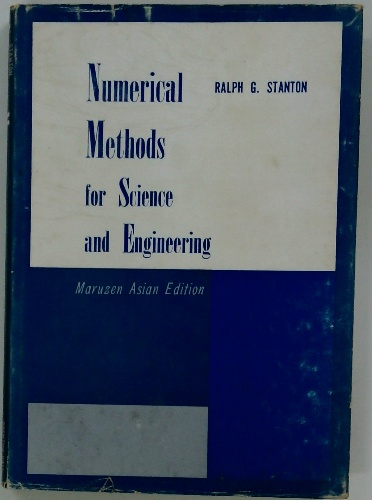 Numerical
RALPH G. STANTON
Methods
for Science
and Engineering
Maruzen Asian Edition